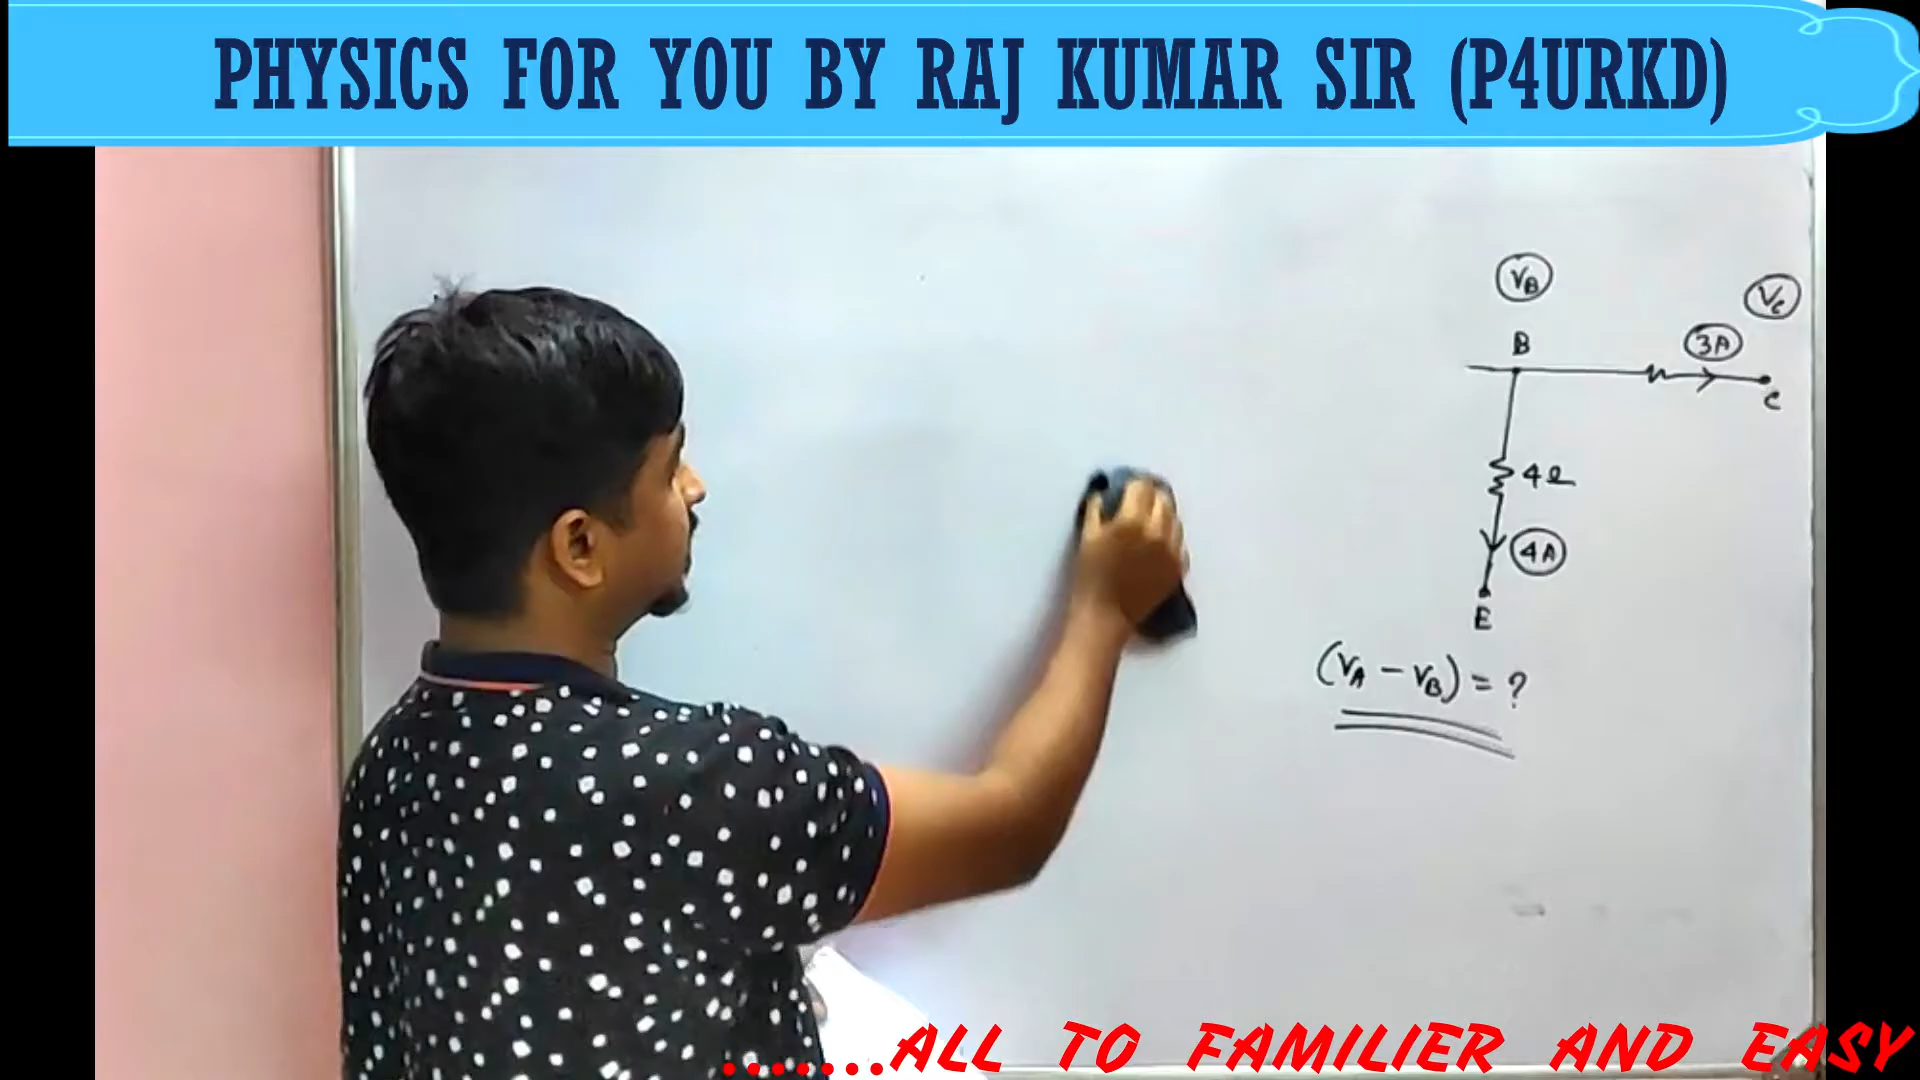 PHYSICS FOR YOU BY RAJ KUMAR SIR (P4URKD)
VB
VC
B
3A
C
4Ω
4A
E
(VA - VB) = ?
.......ALL TO FAMILIER AND EASY